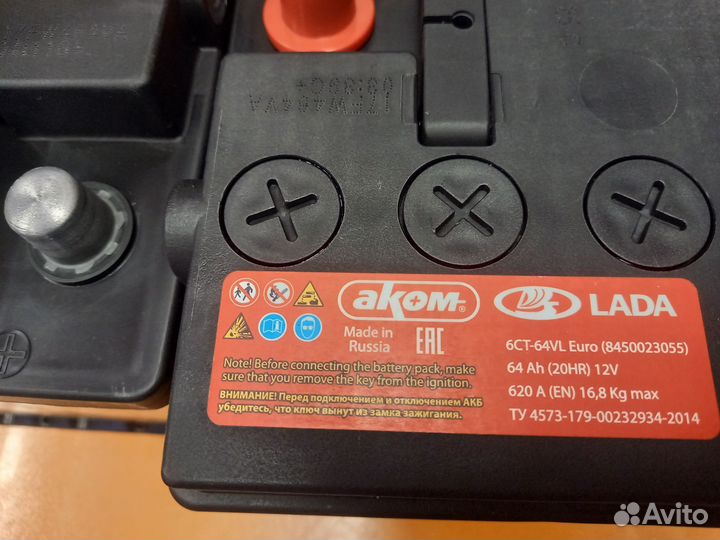 аком
LADA
Made in
Russia
EAC
6СТ-64VL Euro (8450023055)
64 Ah (20HR) 12V
620 A (EN) 16,8 Kg max
ТУ 4573-179-00232934-2014
Note! Before connecting the battery pack, make
sure that you remove the key from the ignition.
ВНИМАНИЕ! Перед подключением и отключением АКБ
убедитесь, что ключ вынут из замка зажигания.
Avito